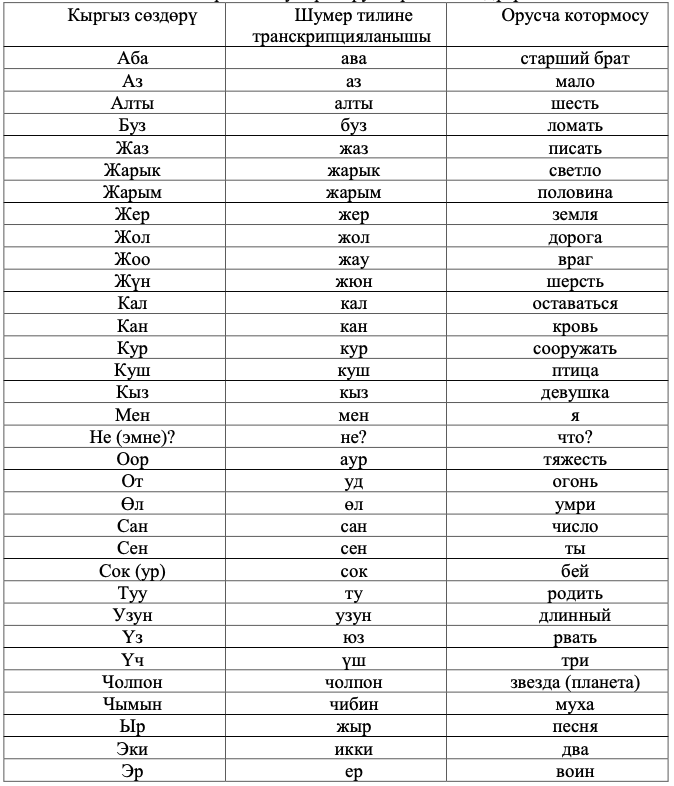 Кыргыз сөздөрү Шумер тилине транскрипцияланышы Орусча котормосу
Аба ава старший брат
Аз аз мало
Алты алты шесть
Буз буз ломать
Жаз жаз писать
Жарык жарык светло
Жарым жарым половина
Жер жер земля
Жол жол дорога
Жоо жау враг
Жүн жюн шерсть
Кал кал оставаться
Кан кан кровь
Кур кур сооружать
Куш куш птица
Кыз кыз девушка
Мен мен я
Не (эмне)? не? что?
Оор аур тяжесть
От уд огонь
Өл өл умри
Сан сан число
Сен сен ты
Сок (ур) сок бей
Туу ту родить
Узун узун длинный
Үз юз рвать
Үч үш три
Чолпон чолпон звезда (планета)
Чымын чибин муха
Ыр жыр песня
Эки икки два
Эр ер воин